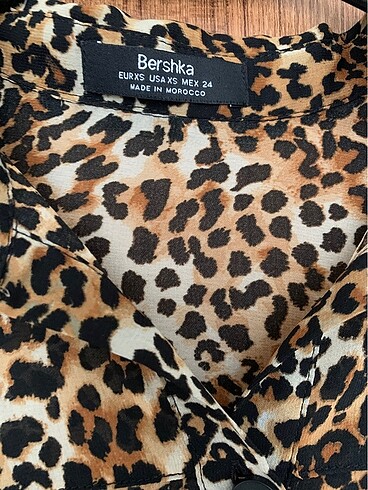 Bershka
EUR XS USA XS MEX 24
MADE IN MOROCCO